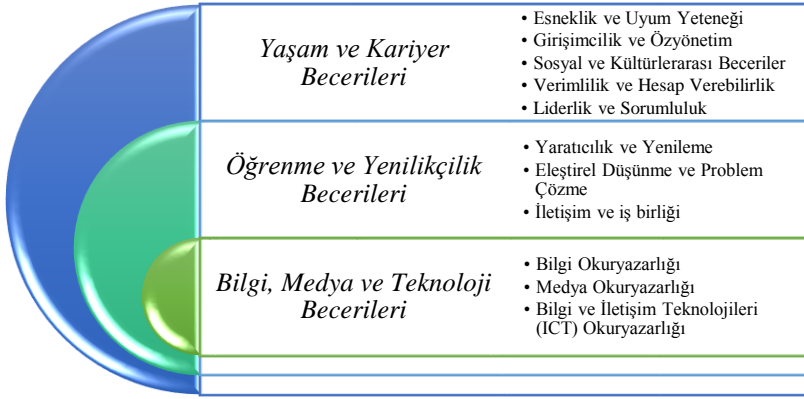 Yaşam ve Kariyer
Becerileri
• Esneklik ve Uyum Yeteneği
• Girişimcilik ve Özyönetim
• Sosyal ve Kültürlerarası Beceriler
• Verimlilik ve Hesap Verebilirlik
• Liderlik ve Sorumluluk
Öğrenme ve Yenilikçilik
Becerileri
• Yaratıcılık ve Yenileme
• Eleştirel Düşünme ve Problem
Çözme
• İletişim ve iş birliği
Bilgi, Medya ve Teknoloji
Becerileri
• Bilgi Okuryazarlığı
• Medya Okuryazarlığı
• Bilgi ve İletişim Teknolojileri
(ICT) Okuryazarlığı